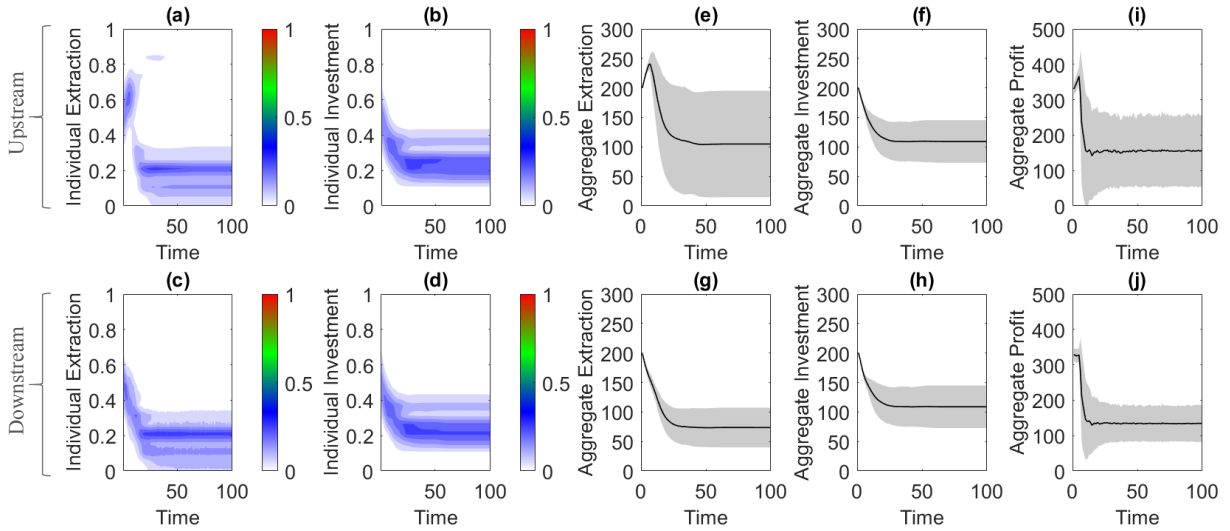 (a) (b) (e) (f) (i)
Upstream
Individual Extraction
1
0.8
0.6
0.4
0.2
0
50 100
Time
1
0.5
0
Individual Investment
1
0.8
0.6
0.4
0.2
0
50 100
Time
1
0.5
0
Aggregate Extraction
300
250
200
150
100
50
0
0 50 100
Time
Aggregate Investment
300
250
200
150
100
50
0
0 50 100
Time
Aggregate Profit
500
400
300
200
100
0
0 50 100
Time
(c) (d) (g) (h) (j)
Downstream
Individual Extraction
1
0.8
0.6
0.4
0.2
0
50 100
Time
1
0.5
0
Individual Investment
1
0.8
0.6
0.4
0.2
0
50 100
Time
1
0.5
0
Aggregate Extraction
300
250
200
150
100
50
0
0 50 100
Time
Aggregate Investment
300
250
200
150
100
50
0
0 50 100
Time
Aggregate Profit
500
400
300
200
100
0
0 50 100
Time